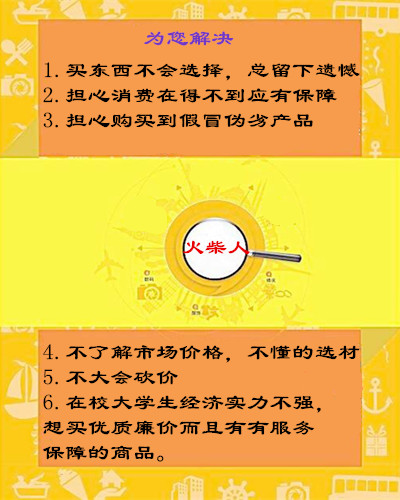 为您解决
1.买东西不会选择，总留下遗憾
2.担心消费在得不到应有保障
3.担心购买到假冒伪劣产品
火柴人
4.不了解市场价格，不懂的选材
5.不大会砍价
6.在校大学生经济实力不强，
想买优质廉价而且有有服务
保障的商品。